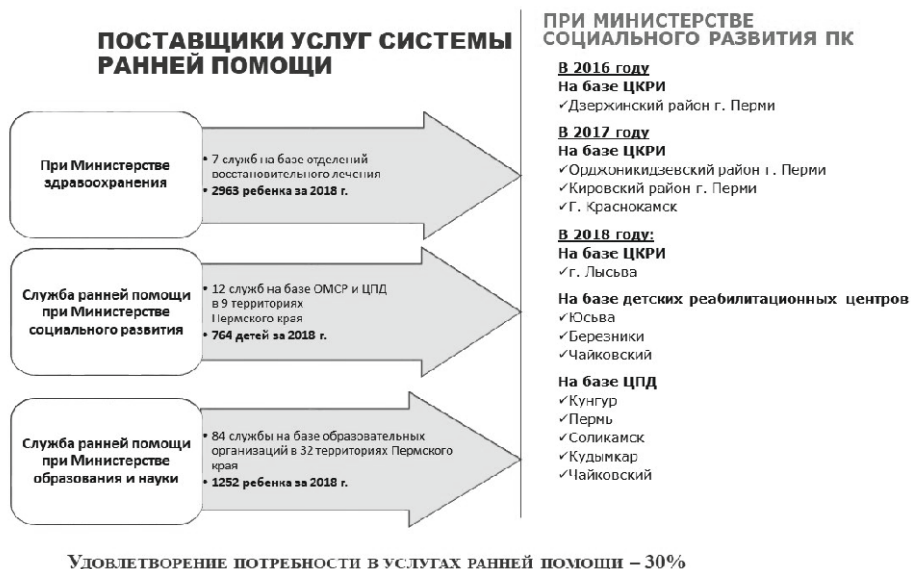 ПОСТАВЩИКИ УСЛУГ СИСТЕМЫ
РАННЕЙ ПОМОЩИ
При Министерстве
здравоохранения
• 7 служб на базе отделений
восстановительного лечения
• 2963 ребенка за 2018 г.
Служба ранней помощи
при Министерстве
социального развития
• 12 служб на базе ОМСР и ЦПД
в 9 территориях
Пермского края
• 764 детей за 2018 г.
Служба ранней помощи
при Министерстве
образования и науки
• 84 службы на базе образовательных
организаций в 32 территориях Пермского
края
• 1252 ребенка за 2018 г.
ПРИ МИНИСТЕРСТВЕ
СОЦИАЛЬНОГО РАЗВИТИЯ ПК
В 2016 году
На базе ЦКРИ
✓Дзержинский район г. Перми
В 2017 году
На базе ЦКРИ
✓Орджоникидзевский район г. Перми
✓Кировский район г. Перми
✓Г. Краснокамск
В 2018 году:
На базе ЦКРИ
✓г. Лысьва
На базе детских реабилитационных центров
✓Юсьва
✓Березники
✓Чайковский
На базе ЦПД
✓Кунгур
✓Пермь
✓Соликамск
✓Кудымкар
✓Чайковский
Удовлетворение потребности в услугах ранней помощи – 30%